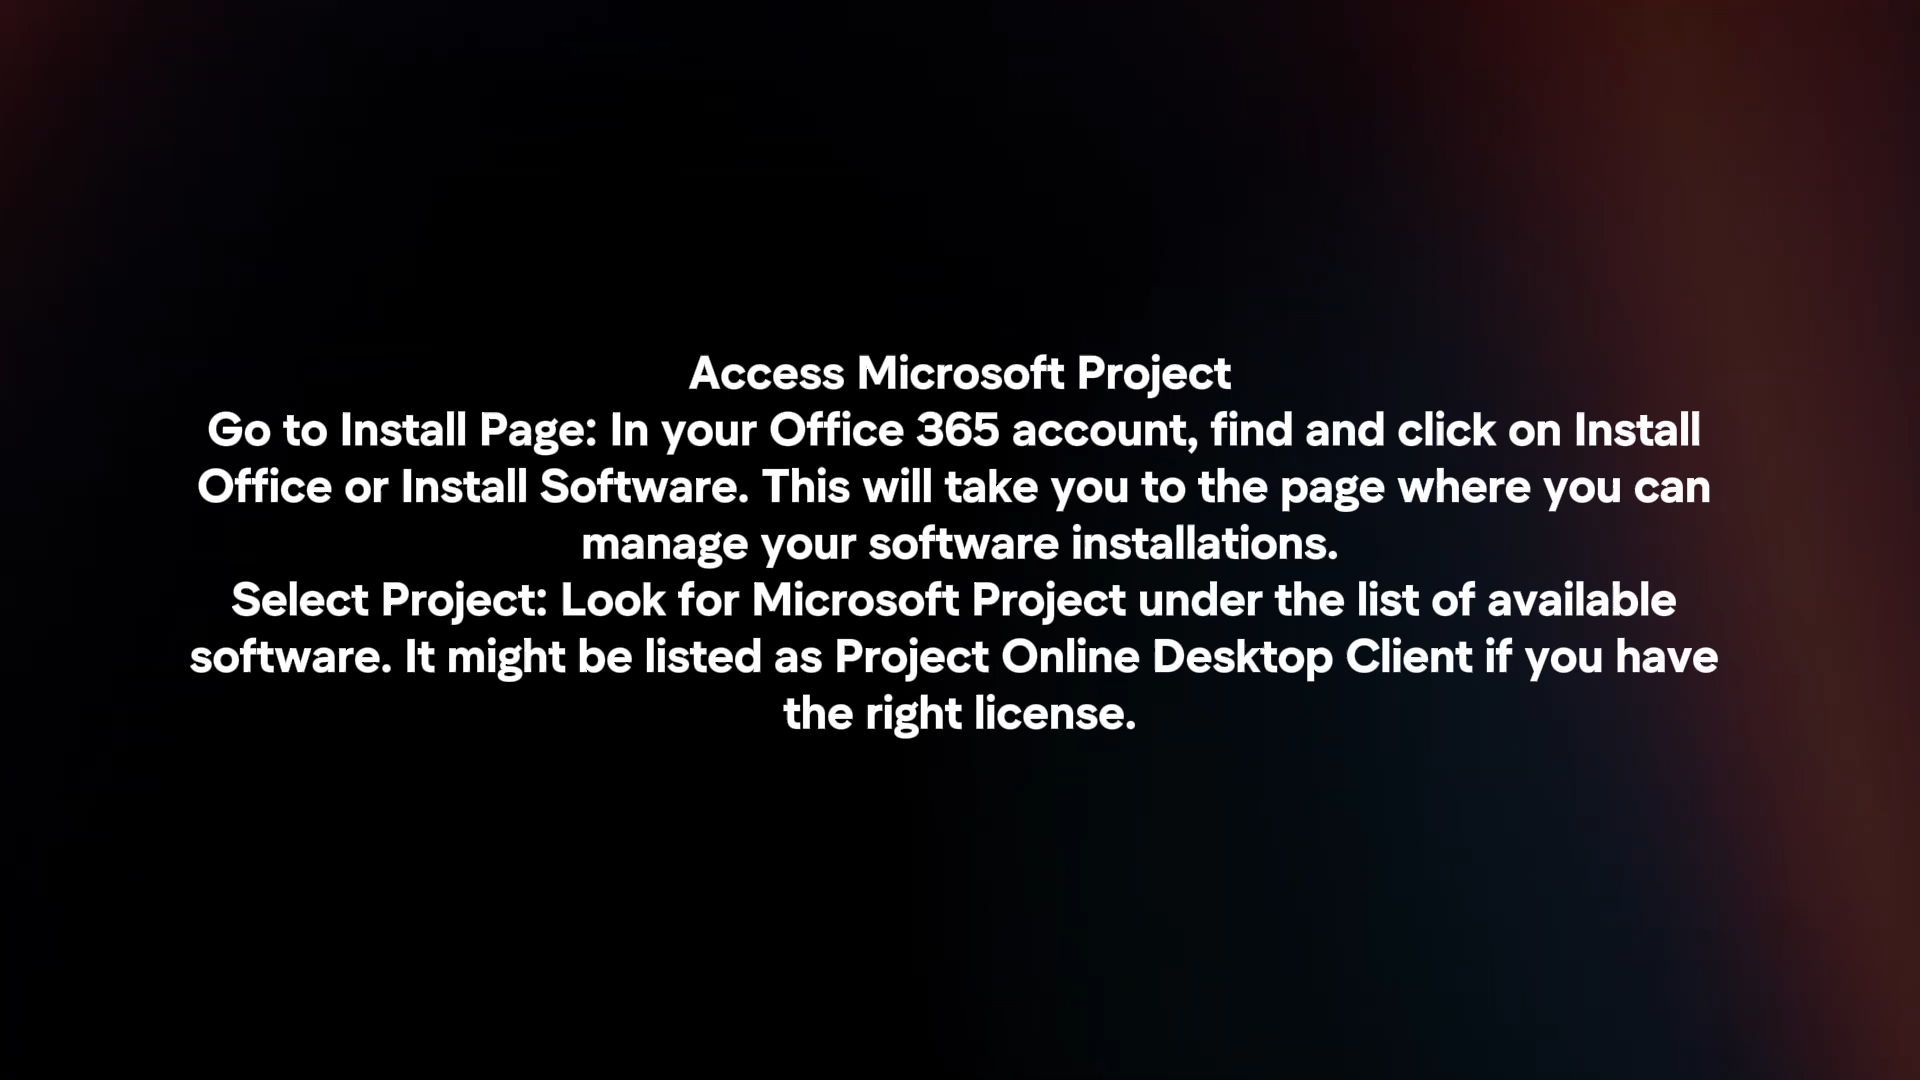 Access Microsoft Project
Go to Install Page: In your Office 365 account, find and click on Install
Office or Install Software. This will take you to the page where you can
manage your software installations.
Select Project: Look for Microsoft Project under the list of available
software. It might be listed as Project Online Desktop Client if you have
the right license.